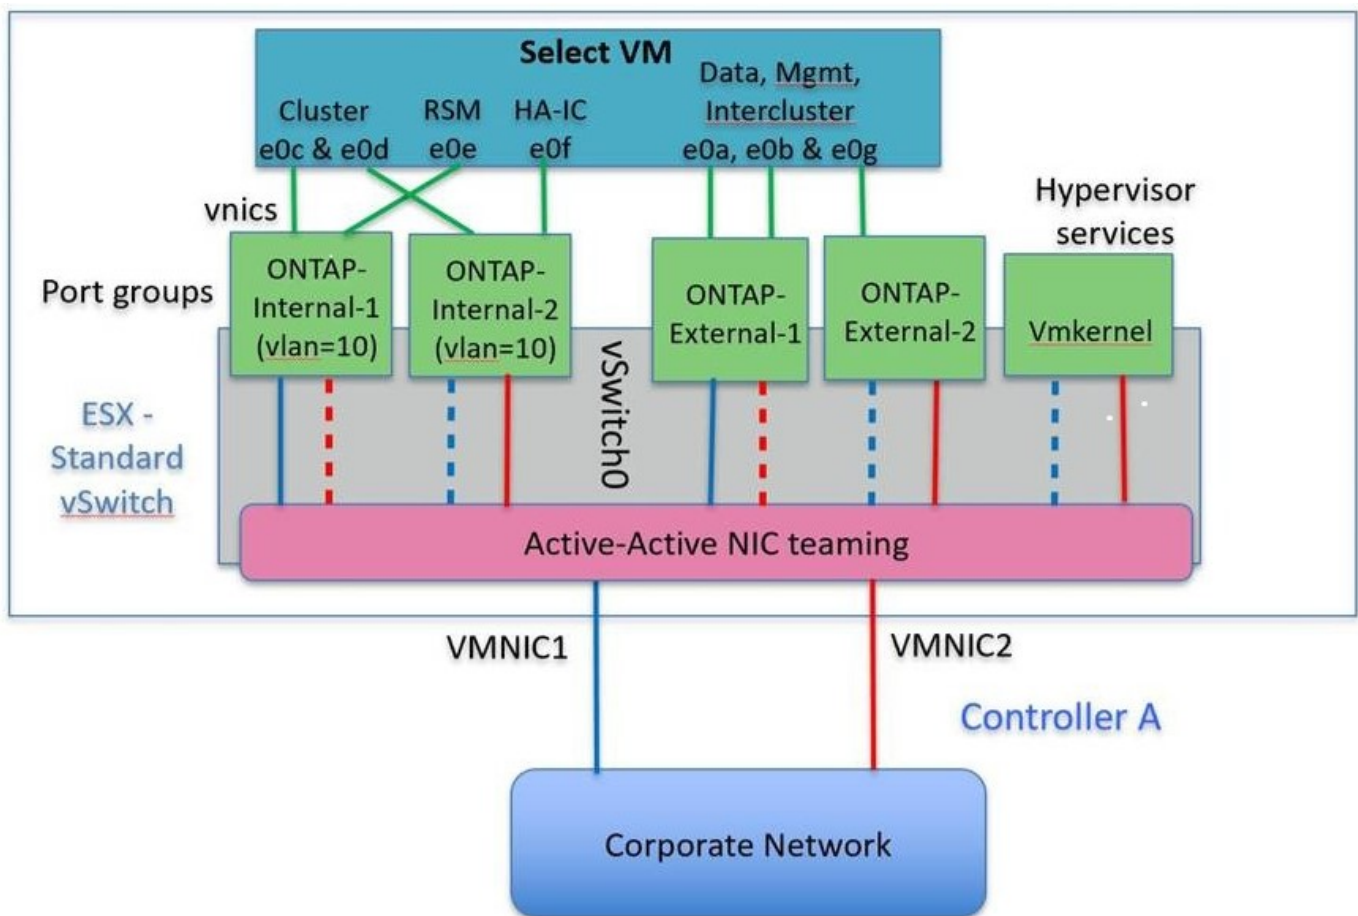 Select VM
Data, Mgmt,
Cluster
RSM
HA-IC
Intercluster
e0c & e0d
e0e
e0f
e0a, e0b & e0g
vnics
Hypervisor
services
Port groups
ONTAP-
Internal-1
(vlan=10)
ONTAP-
Internal-2
(vlan=10)
ONTAP-
External-1
ONTAP-
External-2
Vmkernel
vSwitch0
ESX -
Standard
vSwitch
Active-Active NIC teaming
VMNIC1
VMNIC2
Controller A
Corporate Network